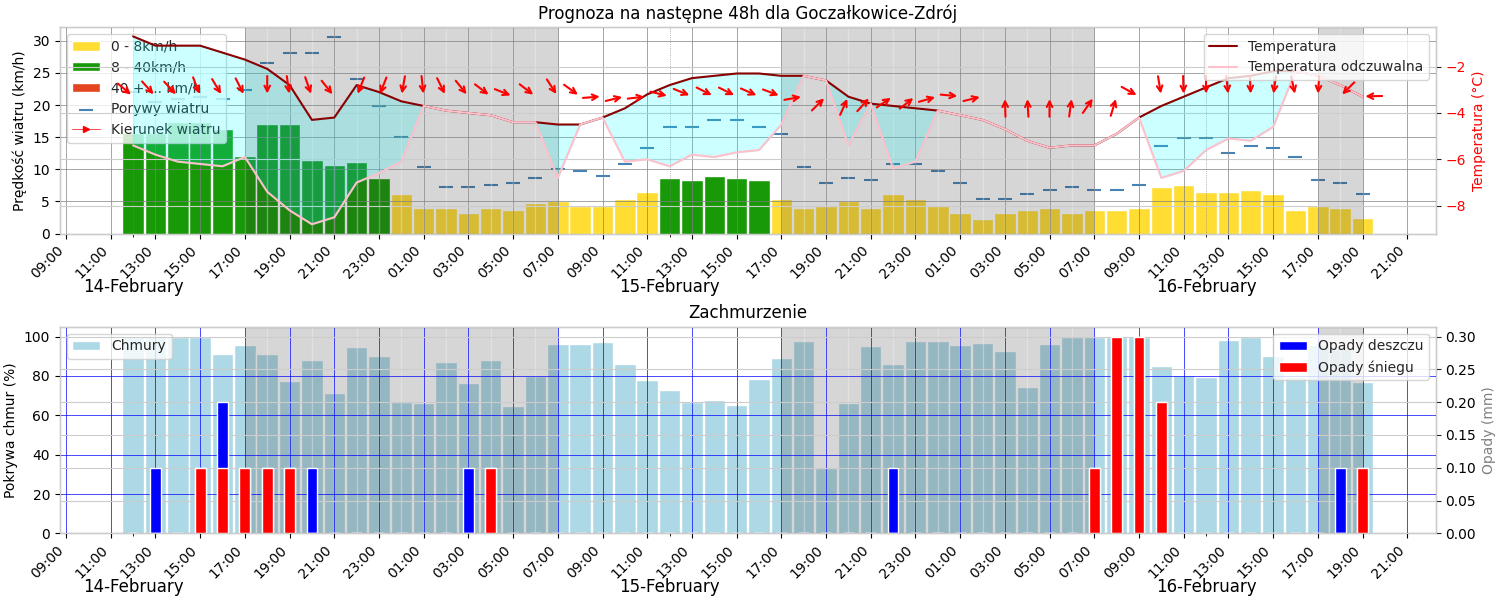 Prognoza na następne 48h dla Goczałkowice-Zdrój
Prędkość wiatru (km/h)
30
25
20
15
10
5
0
0 - 8km/h
8 - 40km/h
40 + ... km/h
Porywy wiatru
Kierunek wiatru
Temperatura
Temperatura odczuwalna
−2
−4
−6
−8
Temperatura (°C)
09:00 11:00 13:00 15:00 17:00 19:00 21:00 23:00 01:00 03:00 05:00 07:00 09:00 11:00 13:00 15:00 17:00 19:00 21:00 23:00 01:00 03:00 05:00 07:00 09:00 11:00 13:00 15:00 17:00 19:00 21:00
14-February 15-February 16-February
Zachmurzenie
Pokrywa chmur (%)
100
80
60
40
20
0
Chmury
Opady deszczu
Opady śniegu
0.30
0.25
0.20
0.15
0.10
0.05
0.00
Opady (mm)
09:00 11:00 13:00 15:00 17:00 19:00 21:00 23:00 01:00 03:00 05:00 07:00 09:00 11:00 13:00 15:00 17:00 19:00 21:00 23:00 01:00 03:00 05:00 07:00 09:00 11:00 13:00 15:00 17:00 19:00 21:00
14-February 15-February 16-February